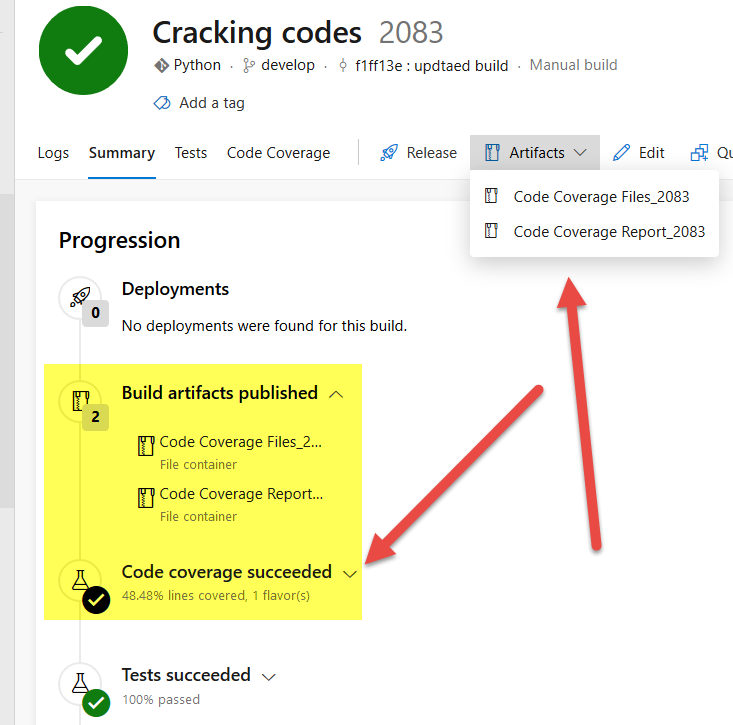 Cracking codes 2083
Python · develop · f1ff13e : updtaed build · Manual build
Add a tag
Logs Summary Tests Code Coverage Release Artifacts Edit Qu
Code Coverage Files_2083
Code Coverage Report_2083
Progression
Deployments
0
No deployments were found for this build.
Build artifacts published
2
Code Coverage Files_2...
File container
Code Coverage Report...
File container
Code coverage succeeded
48.48% lines covered, 1 flavor(s)
Tests succeeded
100% passed